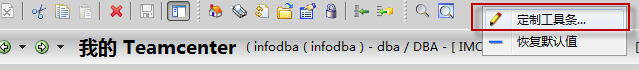 定制工具条...
恢复默认值
我的 Teamcenter ( infodba ( infodba ) - dba / DBA - [ IMC